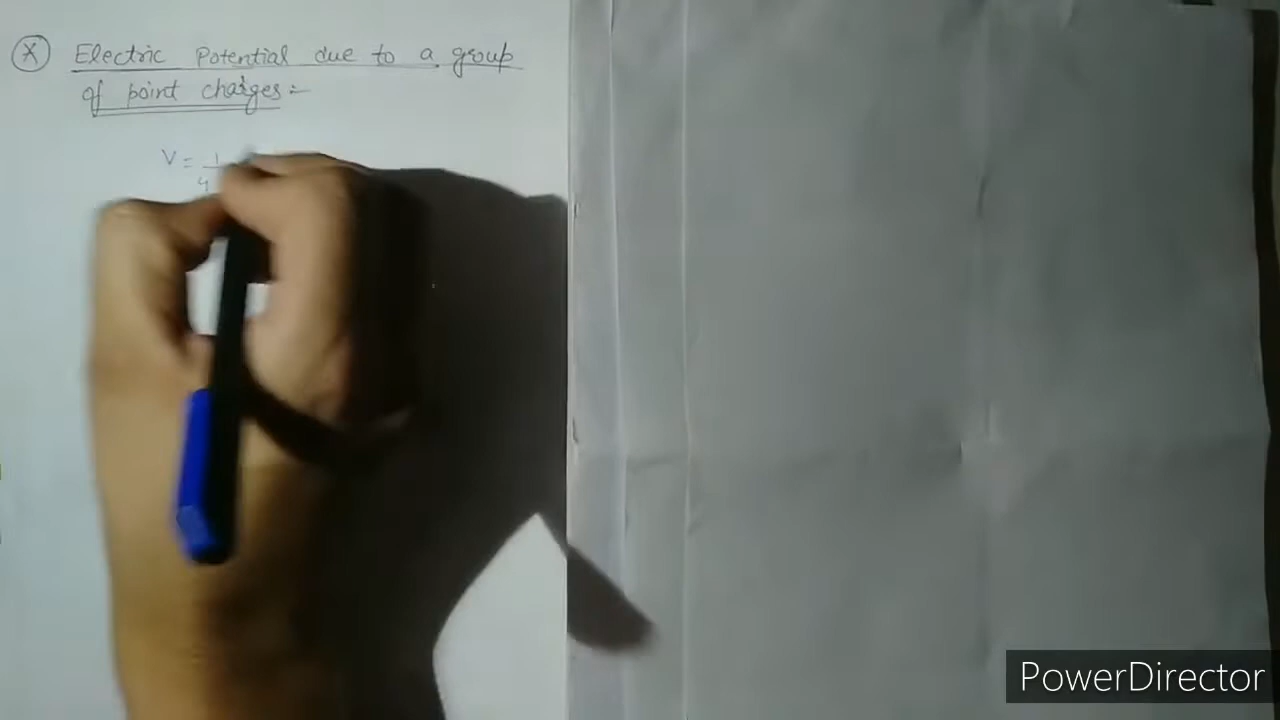 Electric Potential due to a group
of point charges :-
V = 1
4
PowerDirector